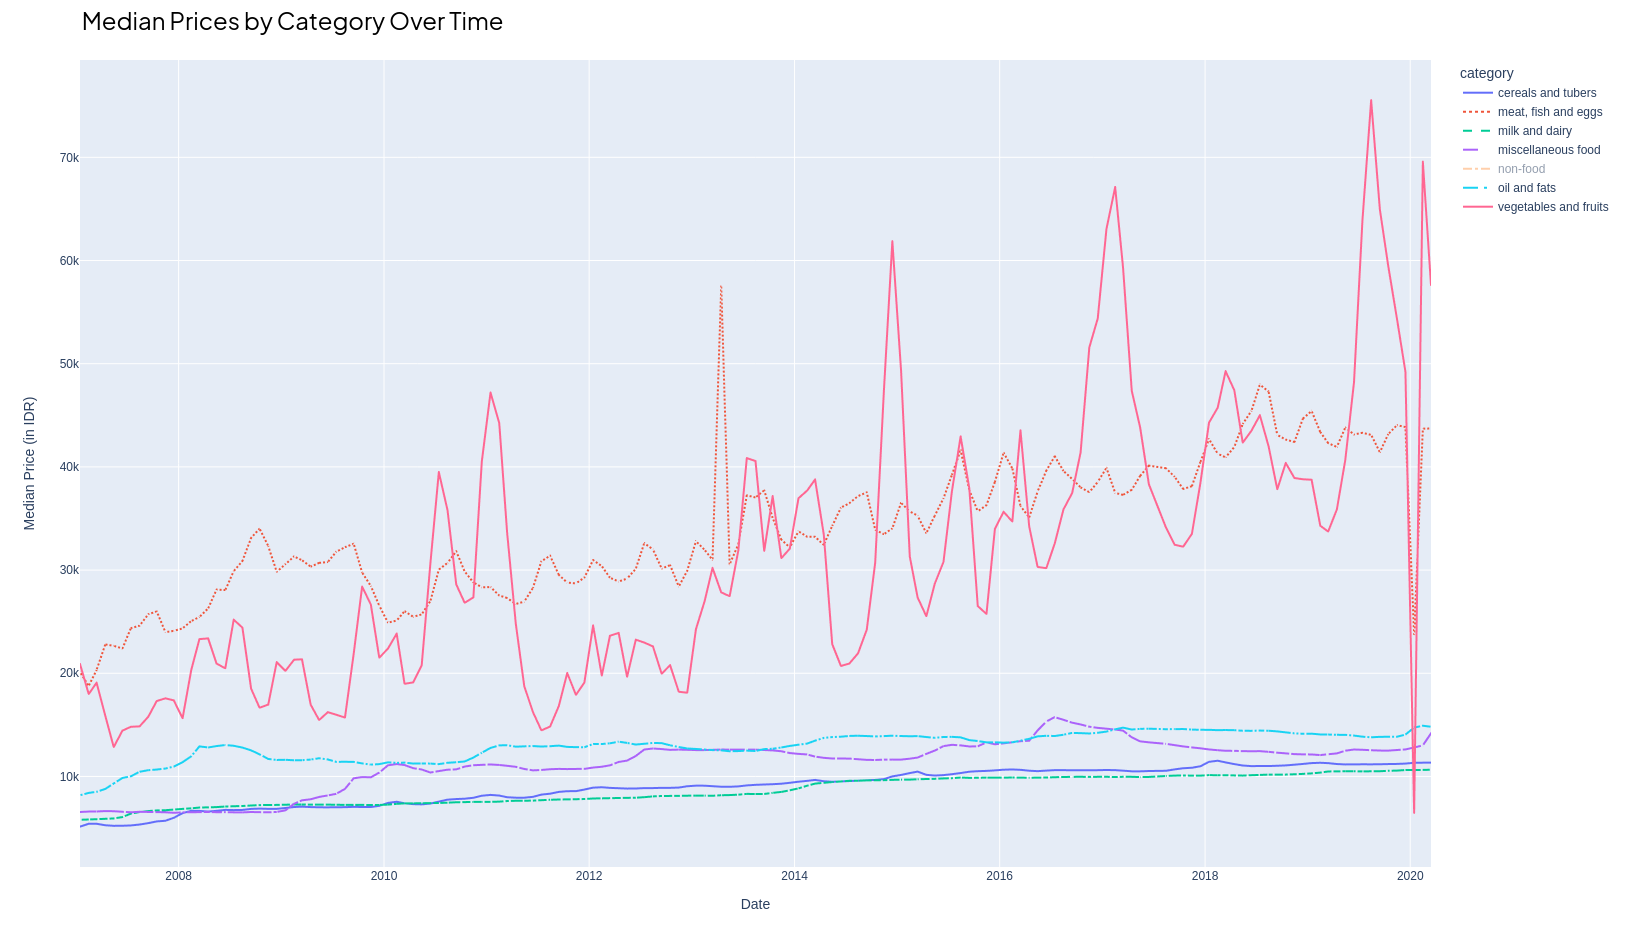 Median Prices by Category Over Time
category
cereals and tubers
meat, fish and eggs
milk and dairy
miscellaneous food
non-food
oil and fats
vegetables and fruits
Median Price (in IDR)
70k
60k
50k
40k
30k
20k
10k
2008
2010
2012
2014
2016
2018
2020
Date